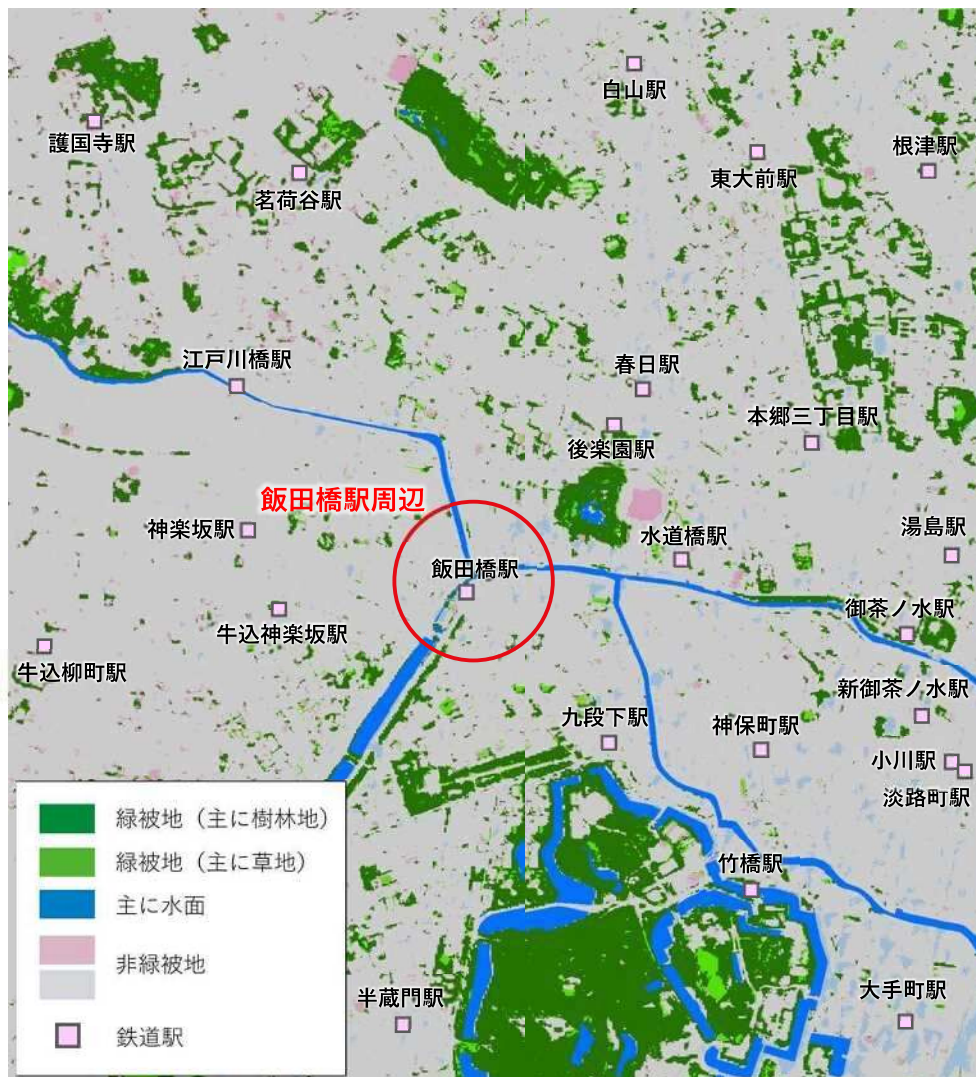 白山駅
護国寺駅
根津駅
東大前駅
茗荷谷駅
江戸川橋駅
春日駅
本郷三丁目駅
後楽園駅
飯田橋駅周辺
神楽坂駅
水道橋駅
湯島駅
飯田橋駅
御茶ノ水駅
牛込神楽坂駅
牛込柳町駅
新御茶ノ水駅
九段下駅
神保町駅
小川駅
淡路町駅
竹橋駅
半蔵門駅
大手町駅
緑被地（主に樹林地）
緑被地（主に草地）
主に水面
非緑被地
鉄道駅